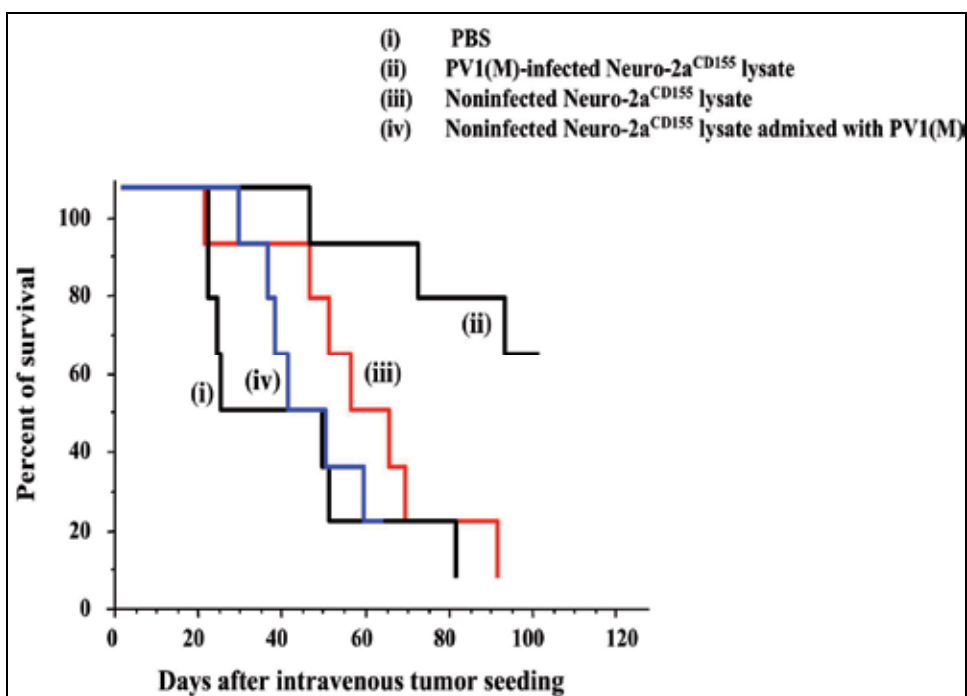 (i) PBS
(ii) PV1(M)-infected Neuro-2aCD155 lysate
(iii) Noninfected Neuro-2aCD155 lysate
(iv) Noninfected Neuro-2aCD155 lysate admixed with PV1(M)
100
80
60
40
20
0
Percent of survival
(i)
(iv)
(iii)
(ii)
0 20 40 60 80 100 120
Days after intravenous tumor seeding